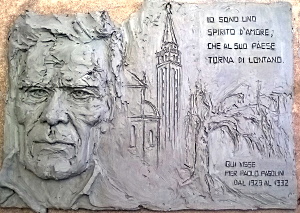 IO SONO UNO
SPIRITO D'AMORE,
CHE AL SUO PAESE
TORNA DI LONTANO.
QUI VISSE
PIER PAOLO PASOLINI
DAL 1929 AL 1932